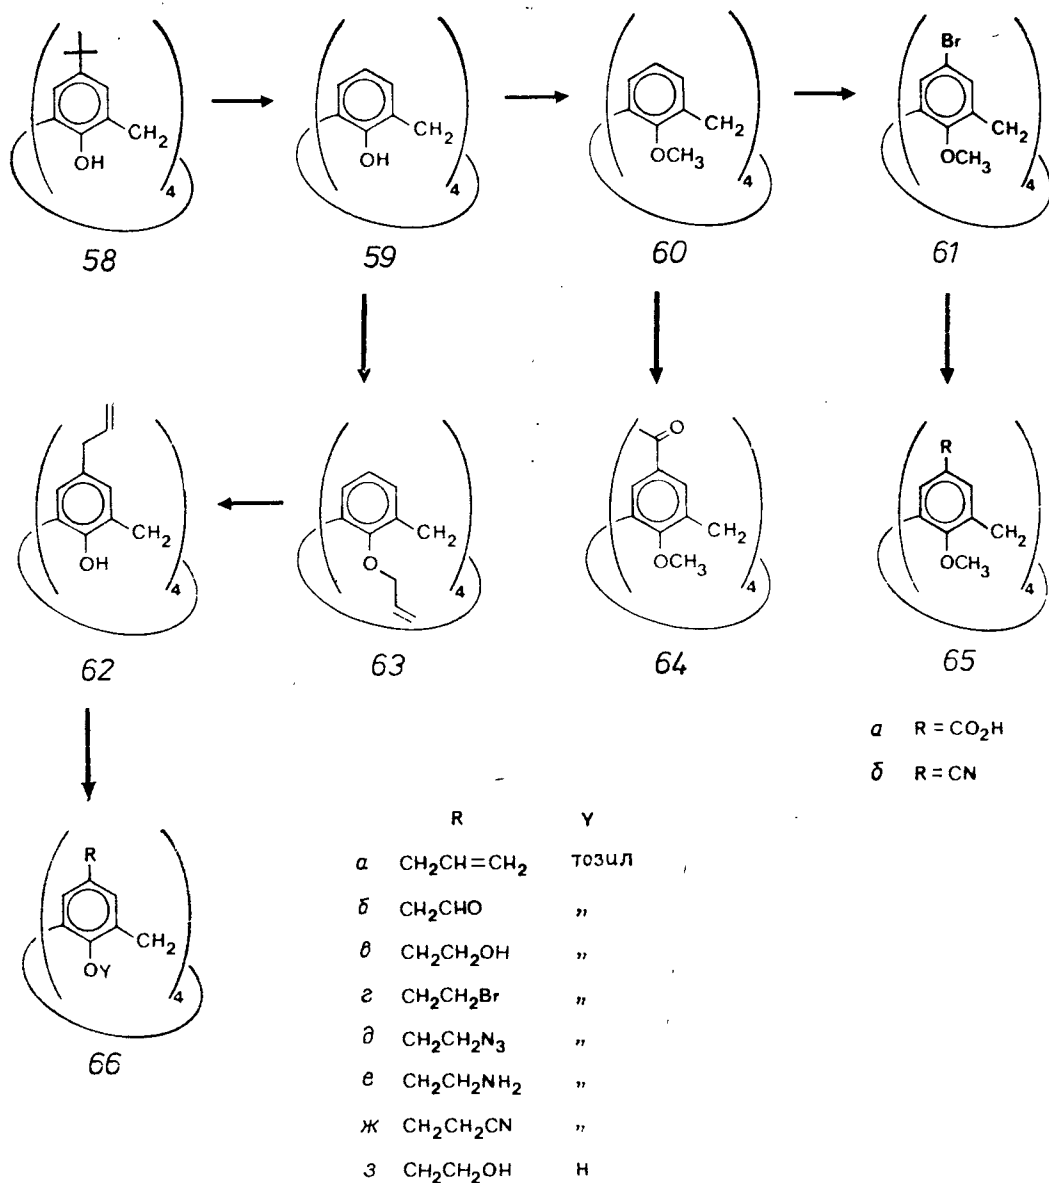 Br
CH2 OH 4
CH2 OH 4
CH2 OCH3 4
CH2 OCH3 4
58 59 60 61
CH2 OH 4
CH2 O 4
O CH2 OCH3 4
R CH2 OCH3 4
62 63 64 65
а R = CO2H
б R = CN
R CH2 OY 4
66
R Y
а CH2CH=CH2 тозил
б CH2CHO „
в CH2CH2OH „
г CH2CH2Br „
д CH2CH2N3 „
е CH2CH2NH2 „
ж CH2CH2CN „
з CH2CH2OH H